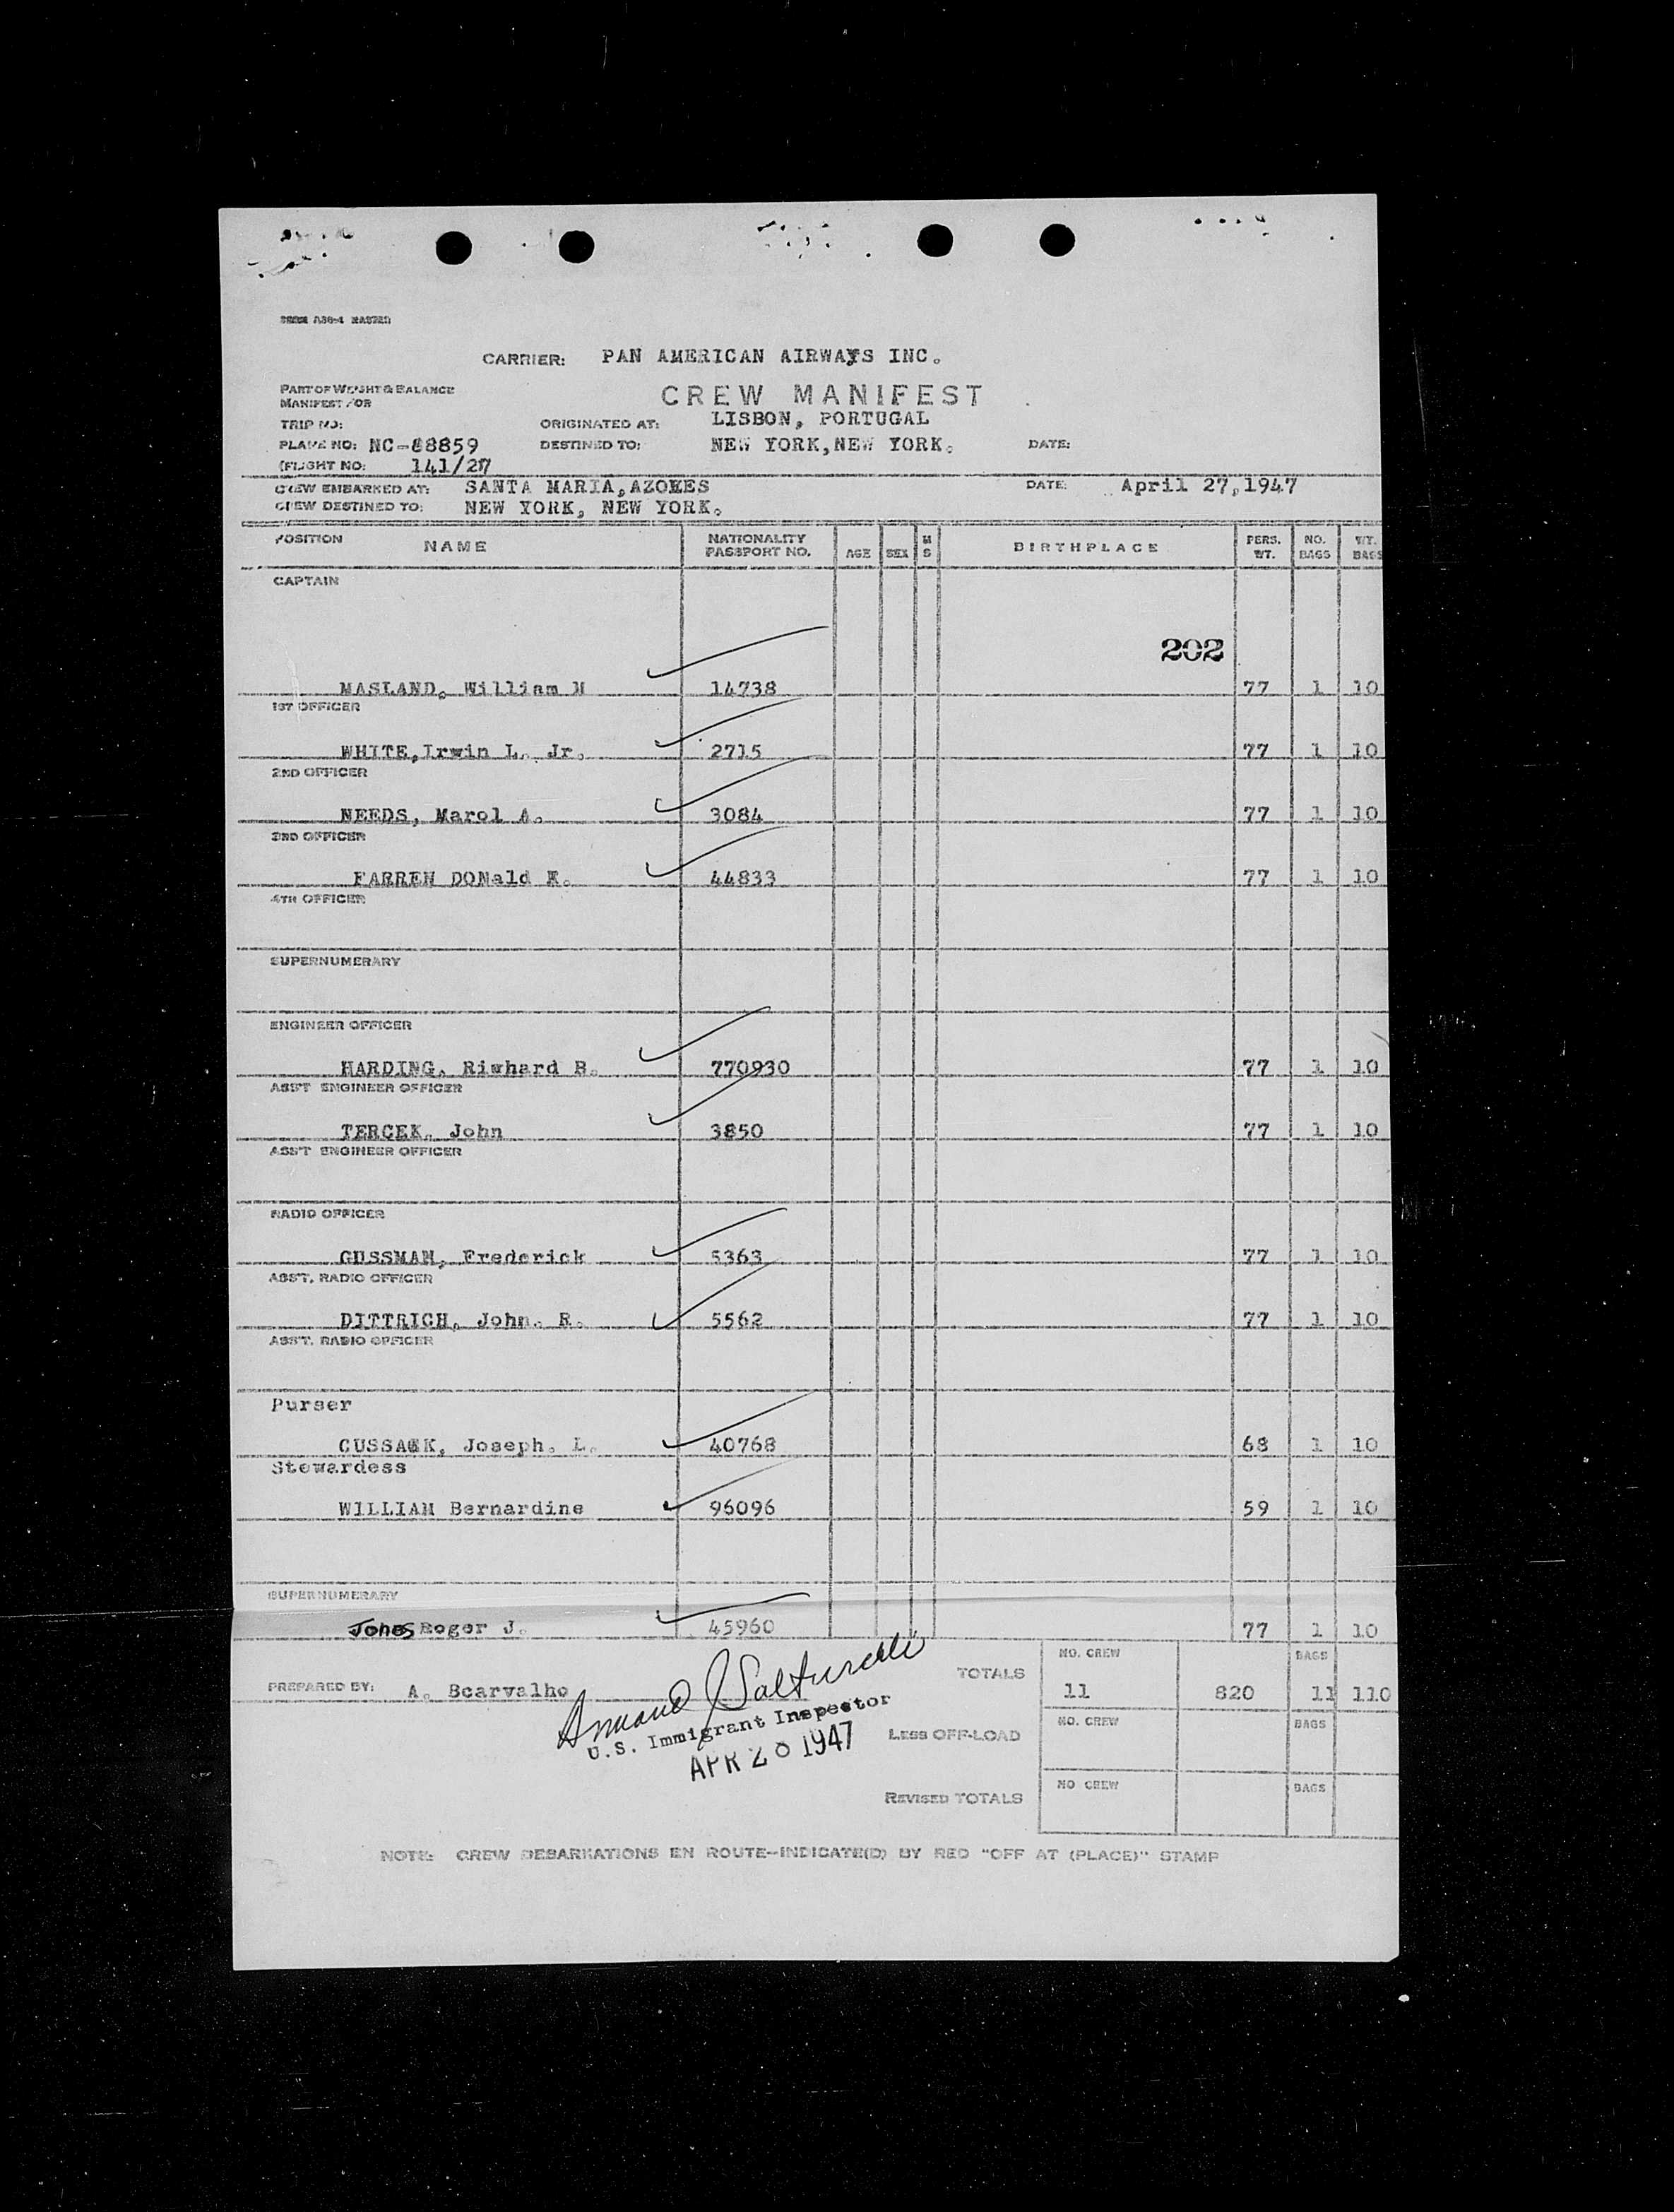 CARRIER: PAN AMERICAN AIRWAYS INC.
PART OF WEIGHT & BALANCE
MANIFEST FOR
CREW MANIFEST
TRIP NO: ORIGINATED AT: LISBON, PORTUGAL
PLANE NO: NC-88859 DESTINED TO: NEW YORK,NEW YORK. DATE:
(FLIGHT NO: 141/27
CREW EMBARKED AT: SANTA MARIA,AZORES DATE: April 27,1947
CREW DESTINED TO: NEW YORK, NEW YORK.
POSITION NAME NATIONALITY PASSPORT NO. AGE SEX M S BIRTHPLACE PERS. WT. NO. BAGS WT. BAGS
CAPTAIN
202
MASLAND, William M 14738 77 1 10
1ST OFFICER
WHITE,Irwin L. Jr. 2715 77 1 10
2ND OFFICER
NEEDS, Marol A. 3084 77 1 10
3RD OFFICER
FARREN DONald K. 44833 77 1 10
4TH OFFICER
SUPERNUMERARY
ENGINEER OFFICER
HARDING, Rixhard B. 770930 77 1 10
ASS'T ENGINEER OFFICER
TERCEK, John 3850 77 1 10
ASS'T ENGINEER OFFICER
RADIO OFFICER
GUSSMAN, Frederick 5363 77 1 10
ASS'T. RADIO OFFICER
DITTRICH, John. R. 5562 77 1 10
ASS'T. RADIO OFFICER
Purser
CUSSACK, Joseph. L. 40768 68 1 10
Stewardess
WILLIAM Bernardine 96096 59 1 10
SUPERNUMERARY
Jones Roger J. 45960 77 1 10
PREPARED BY: A. Bcarvalho
TOTALS NO. CREW 11 820 BAGS 11 110
U.S. Immigrant Inspector
APR 28 1947
LESS OFF-LOAD NO. CREW BAGS
REVISED TOTALS NO CREW BAGS
NOTE: CREW DEBARKATIONS EN ROUTE--INDICATE(D) BY RED "OFF AT (PLACE)" STAMP